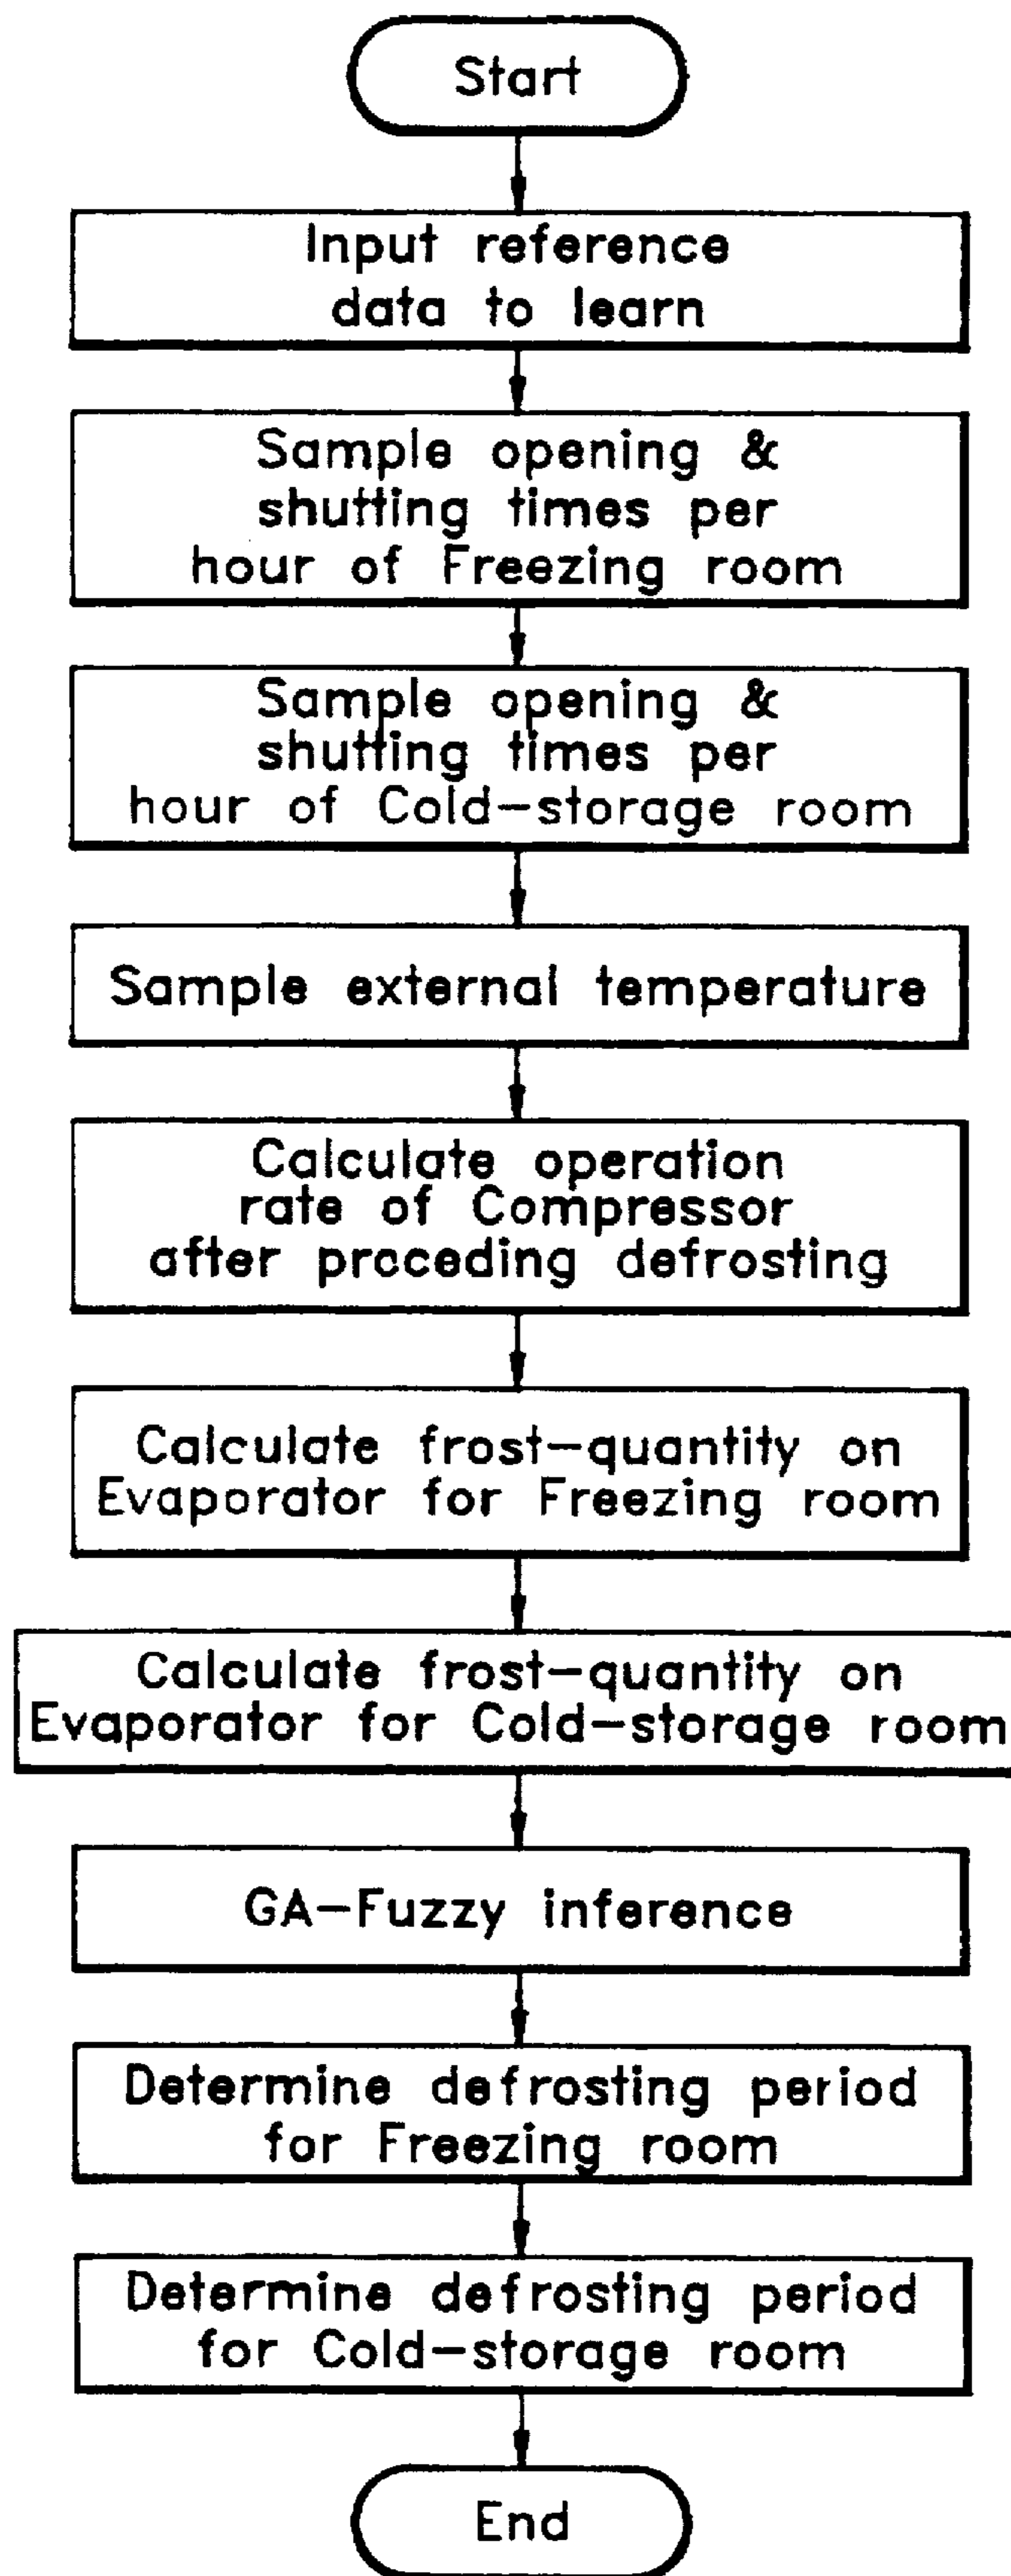 Start
Input reference
data to learn
Sample opening &
shutting times per
hour of Freezing room
Sample opening &
shutting times per
hour of Cold-storage room
Sample external temperature
Calculate operation
rate of Compressor
after proceding defrosting
Calculate frost-quantity on
Evaporator for Freezing room
Calculate frost-quantity on
Evaporator for Cold-storage room
GA-Fuzzy inference
Determine defrosting period
for Freezing room
Determine defrosting period
for Cold-storage room
End